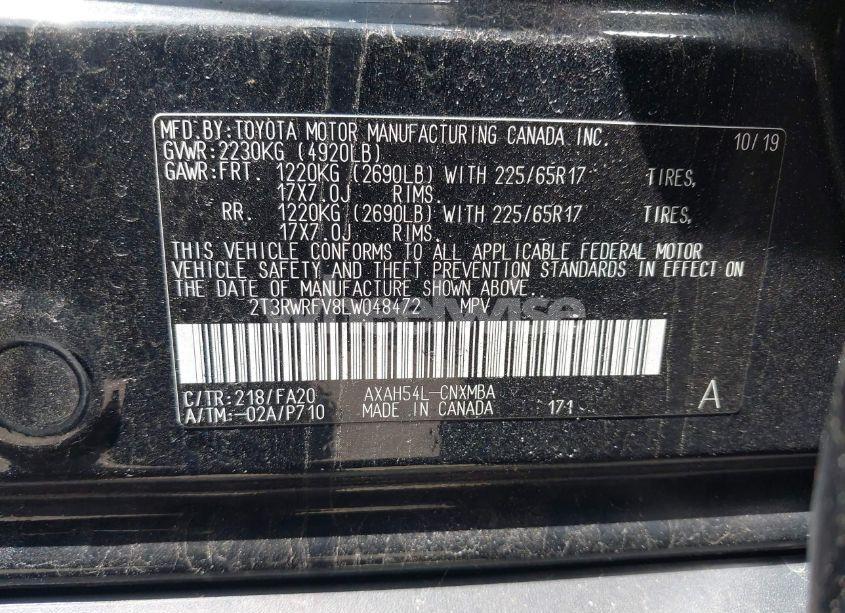 MFD.BY:TOYOTA MOTOR MANUFACTURING CANADA INC. 10/19
GVWR:2230KG (4920LB)
GAWR:FRT. 1220KG (2690LB) WITH 225/65R17 TIRES,
17X7.0J RIMS.
RR. 1220KG (2690LB) WITH 225/65R17 TIRES,
17X7.0J RIMS.
THIS VEHICLE CONFORMS TO ALL APPLICABLE FEDERAL MOTOR
VEHICLE SAFETY AND THEFT PREVENTION STANDARDS IN EFFECT ON
THE DATE OF MANUFACTURE SHOWN ABOVE.
2T3RWRFV8LW048472 MPV
wheelwise
C/TR:218/FA20 AXAH54L-CNXMBA A
A/TM:-02A/P710 MADE IN CANADA 171